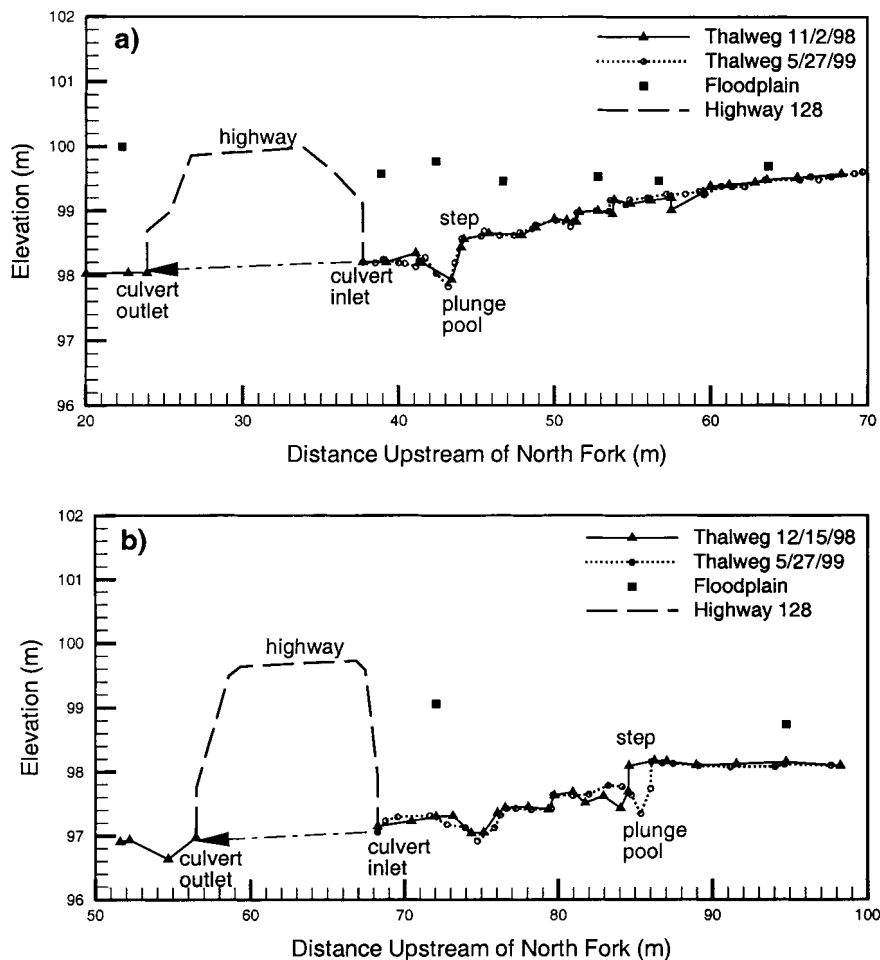 a)
Thalweg 11/2/98
Thalweg 5/27/99
Floodplain
Highway 128
102
101
100
99
98
97
96
Elevation (m)
highway
step
culvert
outlet
culvert
inlet
plunge
pool
20
30
40
50
60
70
Distance Upstream of North Fork (m)
b)
Thalweg 12/15/98
Thalweg 5/27/99
Floodplain
Highway 128
102
101
100
99
98
97
96
Elevation (m)
highway
step
culvert
outlet
culvert
inlet
plunge
pool
50
60
70
80
90
100
Distance Upstream of North Fork (m)